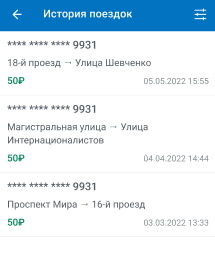 История поездок
**** **** **** 9931
18-й проезд → Улица Шевченко
50₽
05.05.2022 15:55
**** **** **** 9931
Магистральная улица → Улица
Интернационалистов
50₽
04.04.2022 14:44
**** **** **** 9931
Проспект Мира → 16-й проезд
50₽
03.03.2022 13:33